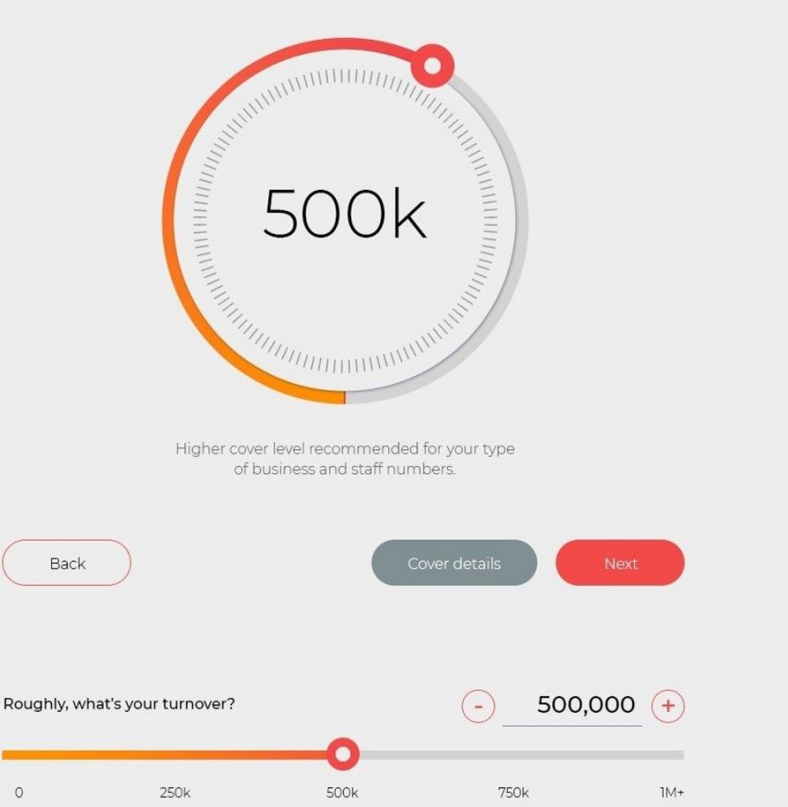 500k
Higher cover level recommended for your type
of business and staff numbers.
Back
Cover details
Next
Roughly, what's your turnover?
- 500,000 +
0 250k 500k 750k 1M+